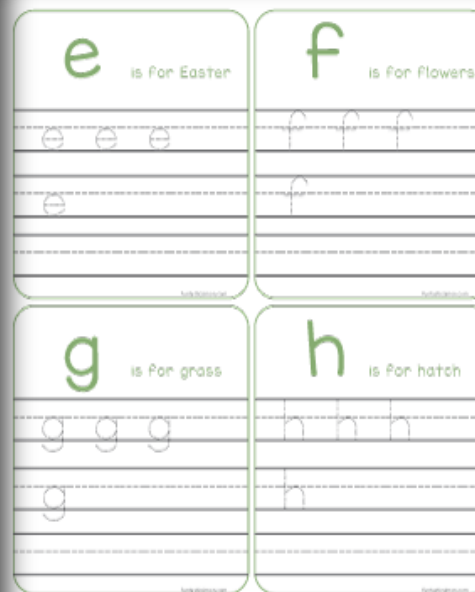 e is for Easter
e e e
e
f is for flowers
f f f
f
g is for grass
g g g
g
h is for hatch
h h h
h